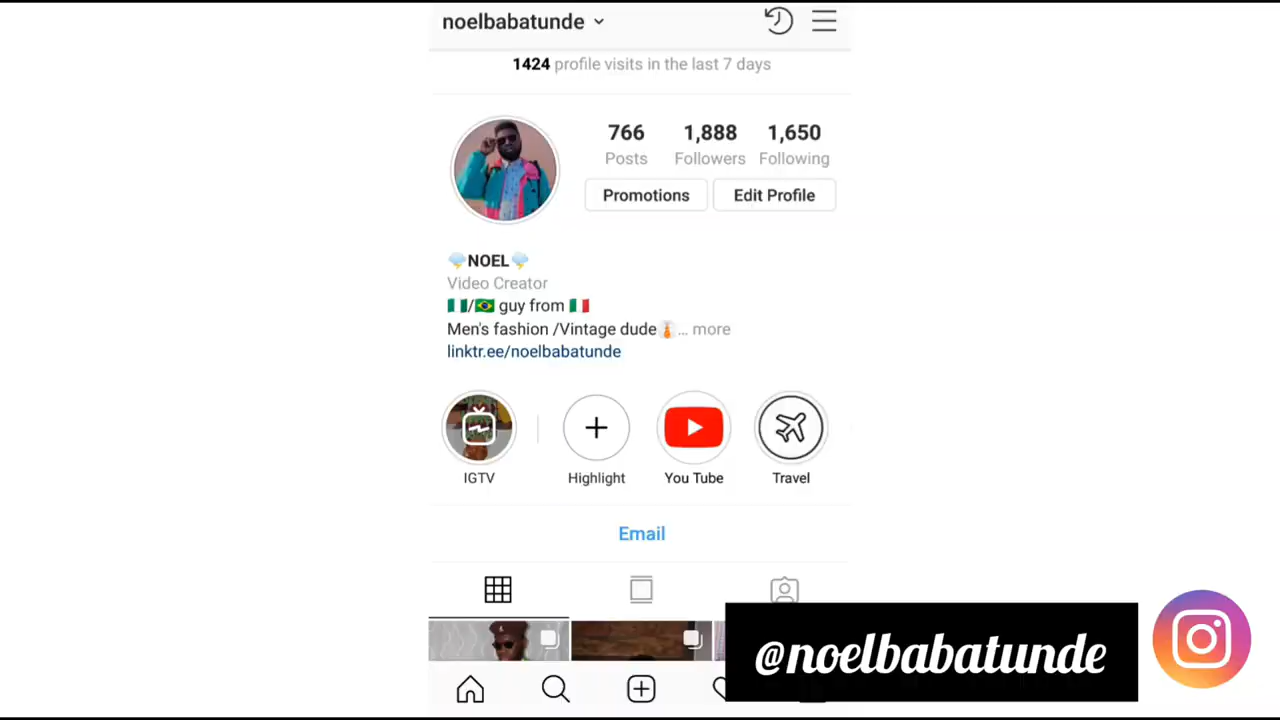 noelbabatunde
1424 profile visits in the last 7 days
766 1,888 1,650
Posts Followers Following
Promotions Edit Profile
🌩️NOEL🌩️
Video Creator
🇳🇬/🇧🇷 guy from 🇮🇹
Men's fashion /Vintage dude👔... more
linktr.ee/noelbabatunde
IGTV Highlight You Tube Travel
Email
@noelbabatunde